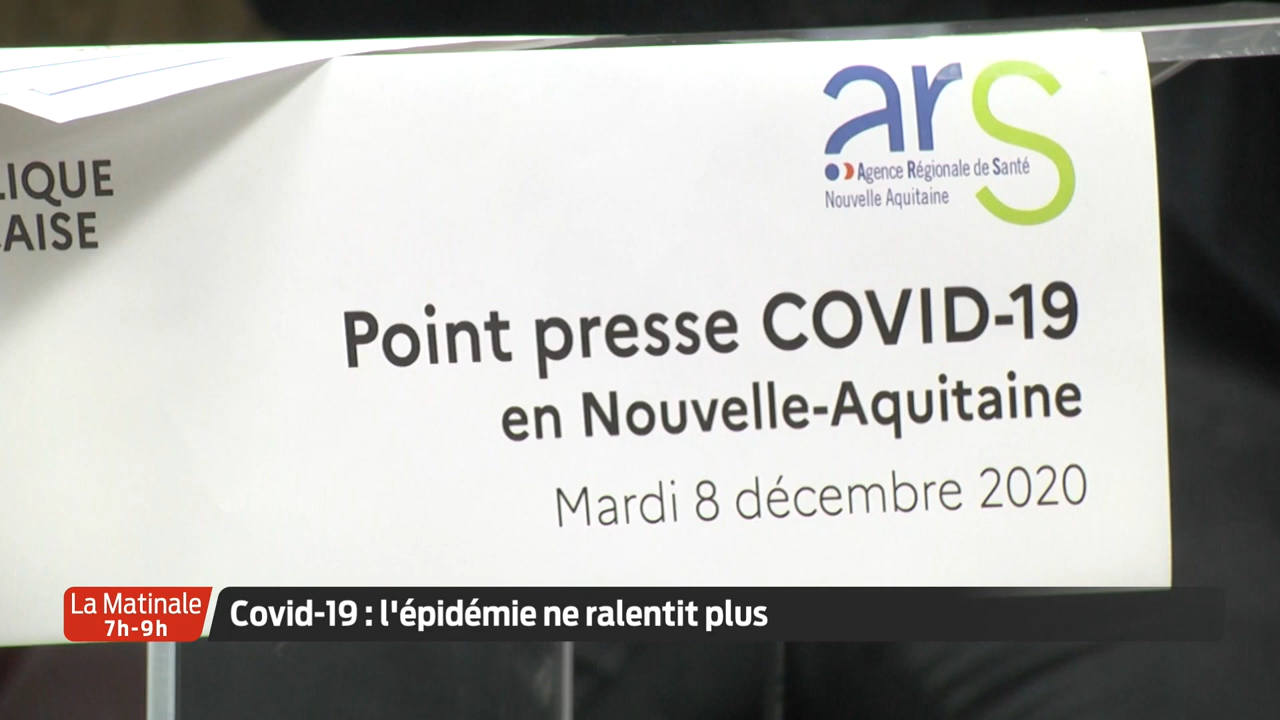 LIQUE
AISE
ars
Agence Régionale de Santé
Nouvelle Aquitaine
Point presse COVID-19
en Nouvelle-Aquitaine
Mardi 8 décembre 2020
La Matinale
7h-9h
Covid-19 : l'épidémie ne ralentit plus